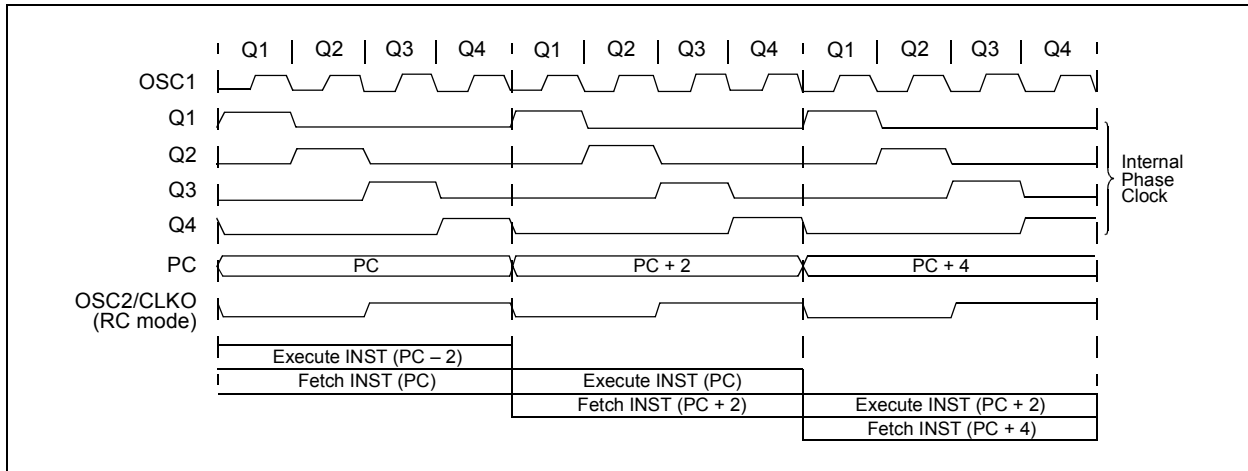 Q1 | Q2 | Q3 | Q4 | Q1 | Q2 | Q3 | Q4 | Q1 | Q2 | Q3 | Q4
OSC1
Q1
Q2
Q3
Q4
Internal
Phase
Clock
PC PC PC + 2 PC + 4
OSC2/CLKO
(RC mode)
Execute INST (PC – 2)
Fetch INST (PC) Execute INST (PC)
Fetch INST (PC + 2) Execute INST (PC + 2)
Fetch INST (PC + 4)